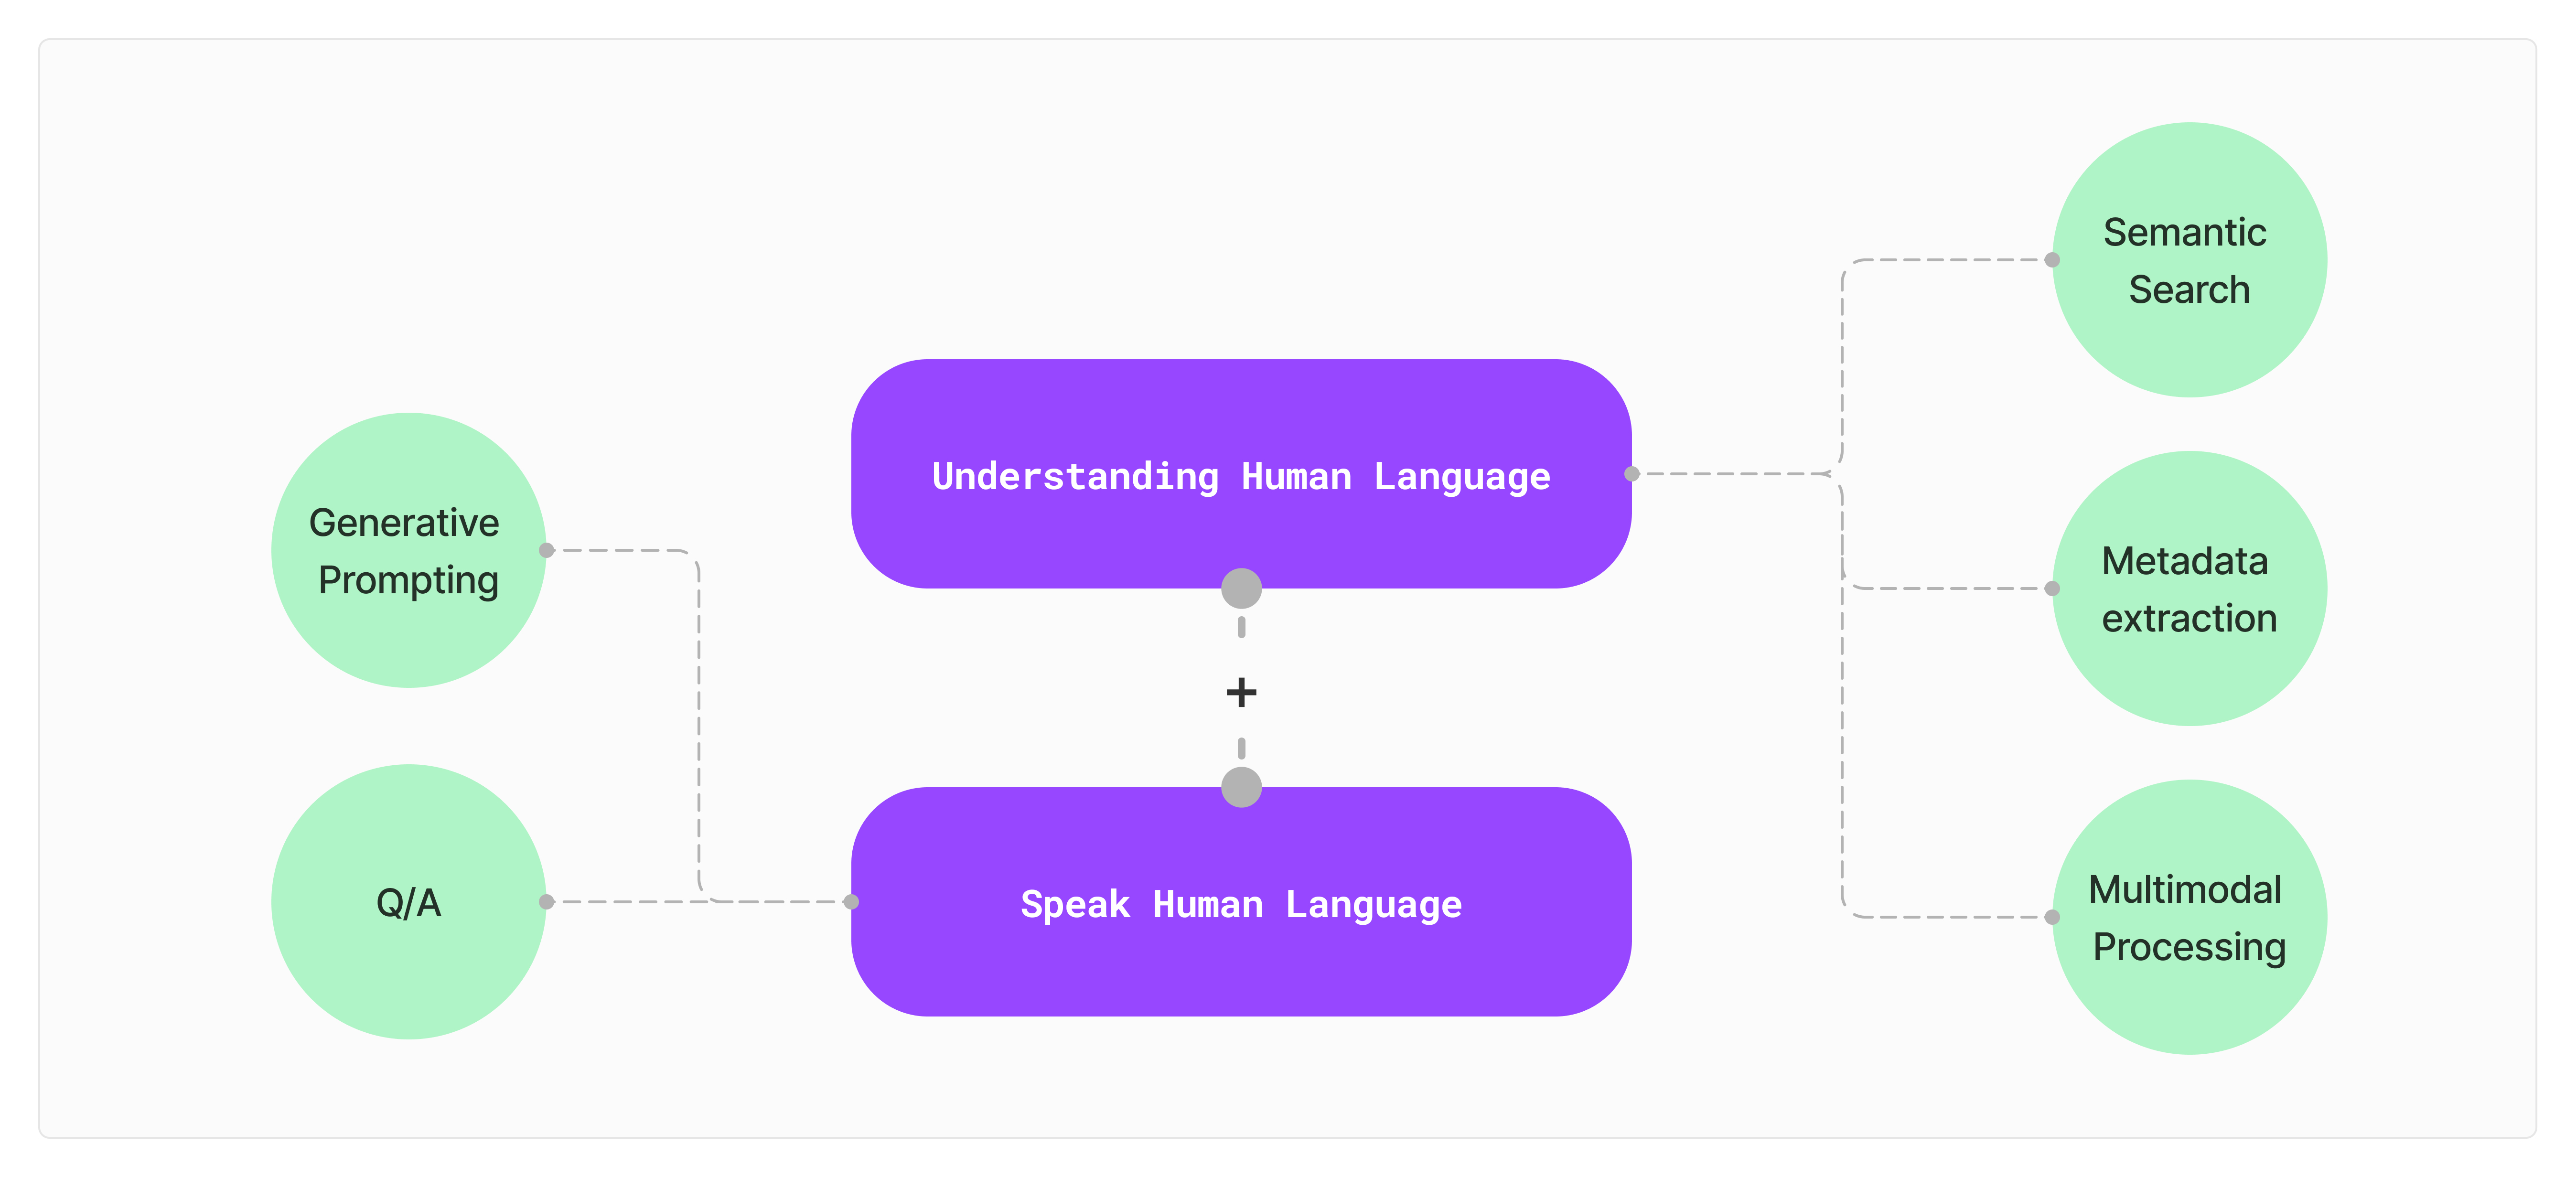 Semantic
Search
Understanding Human Language
Generative
Prompting
Metadata
extraction
+
Q/A
Speak Human Language
Multimodal
Processing